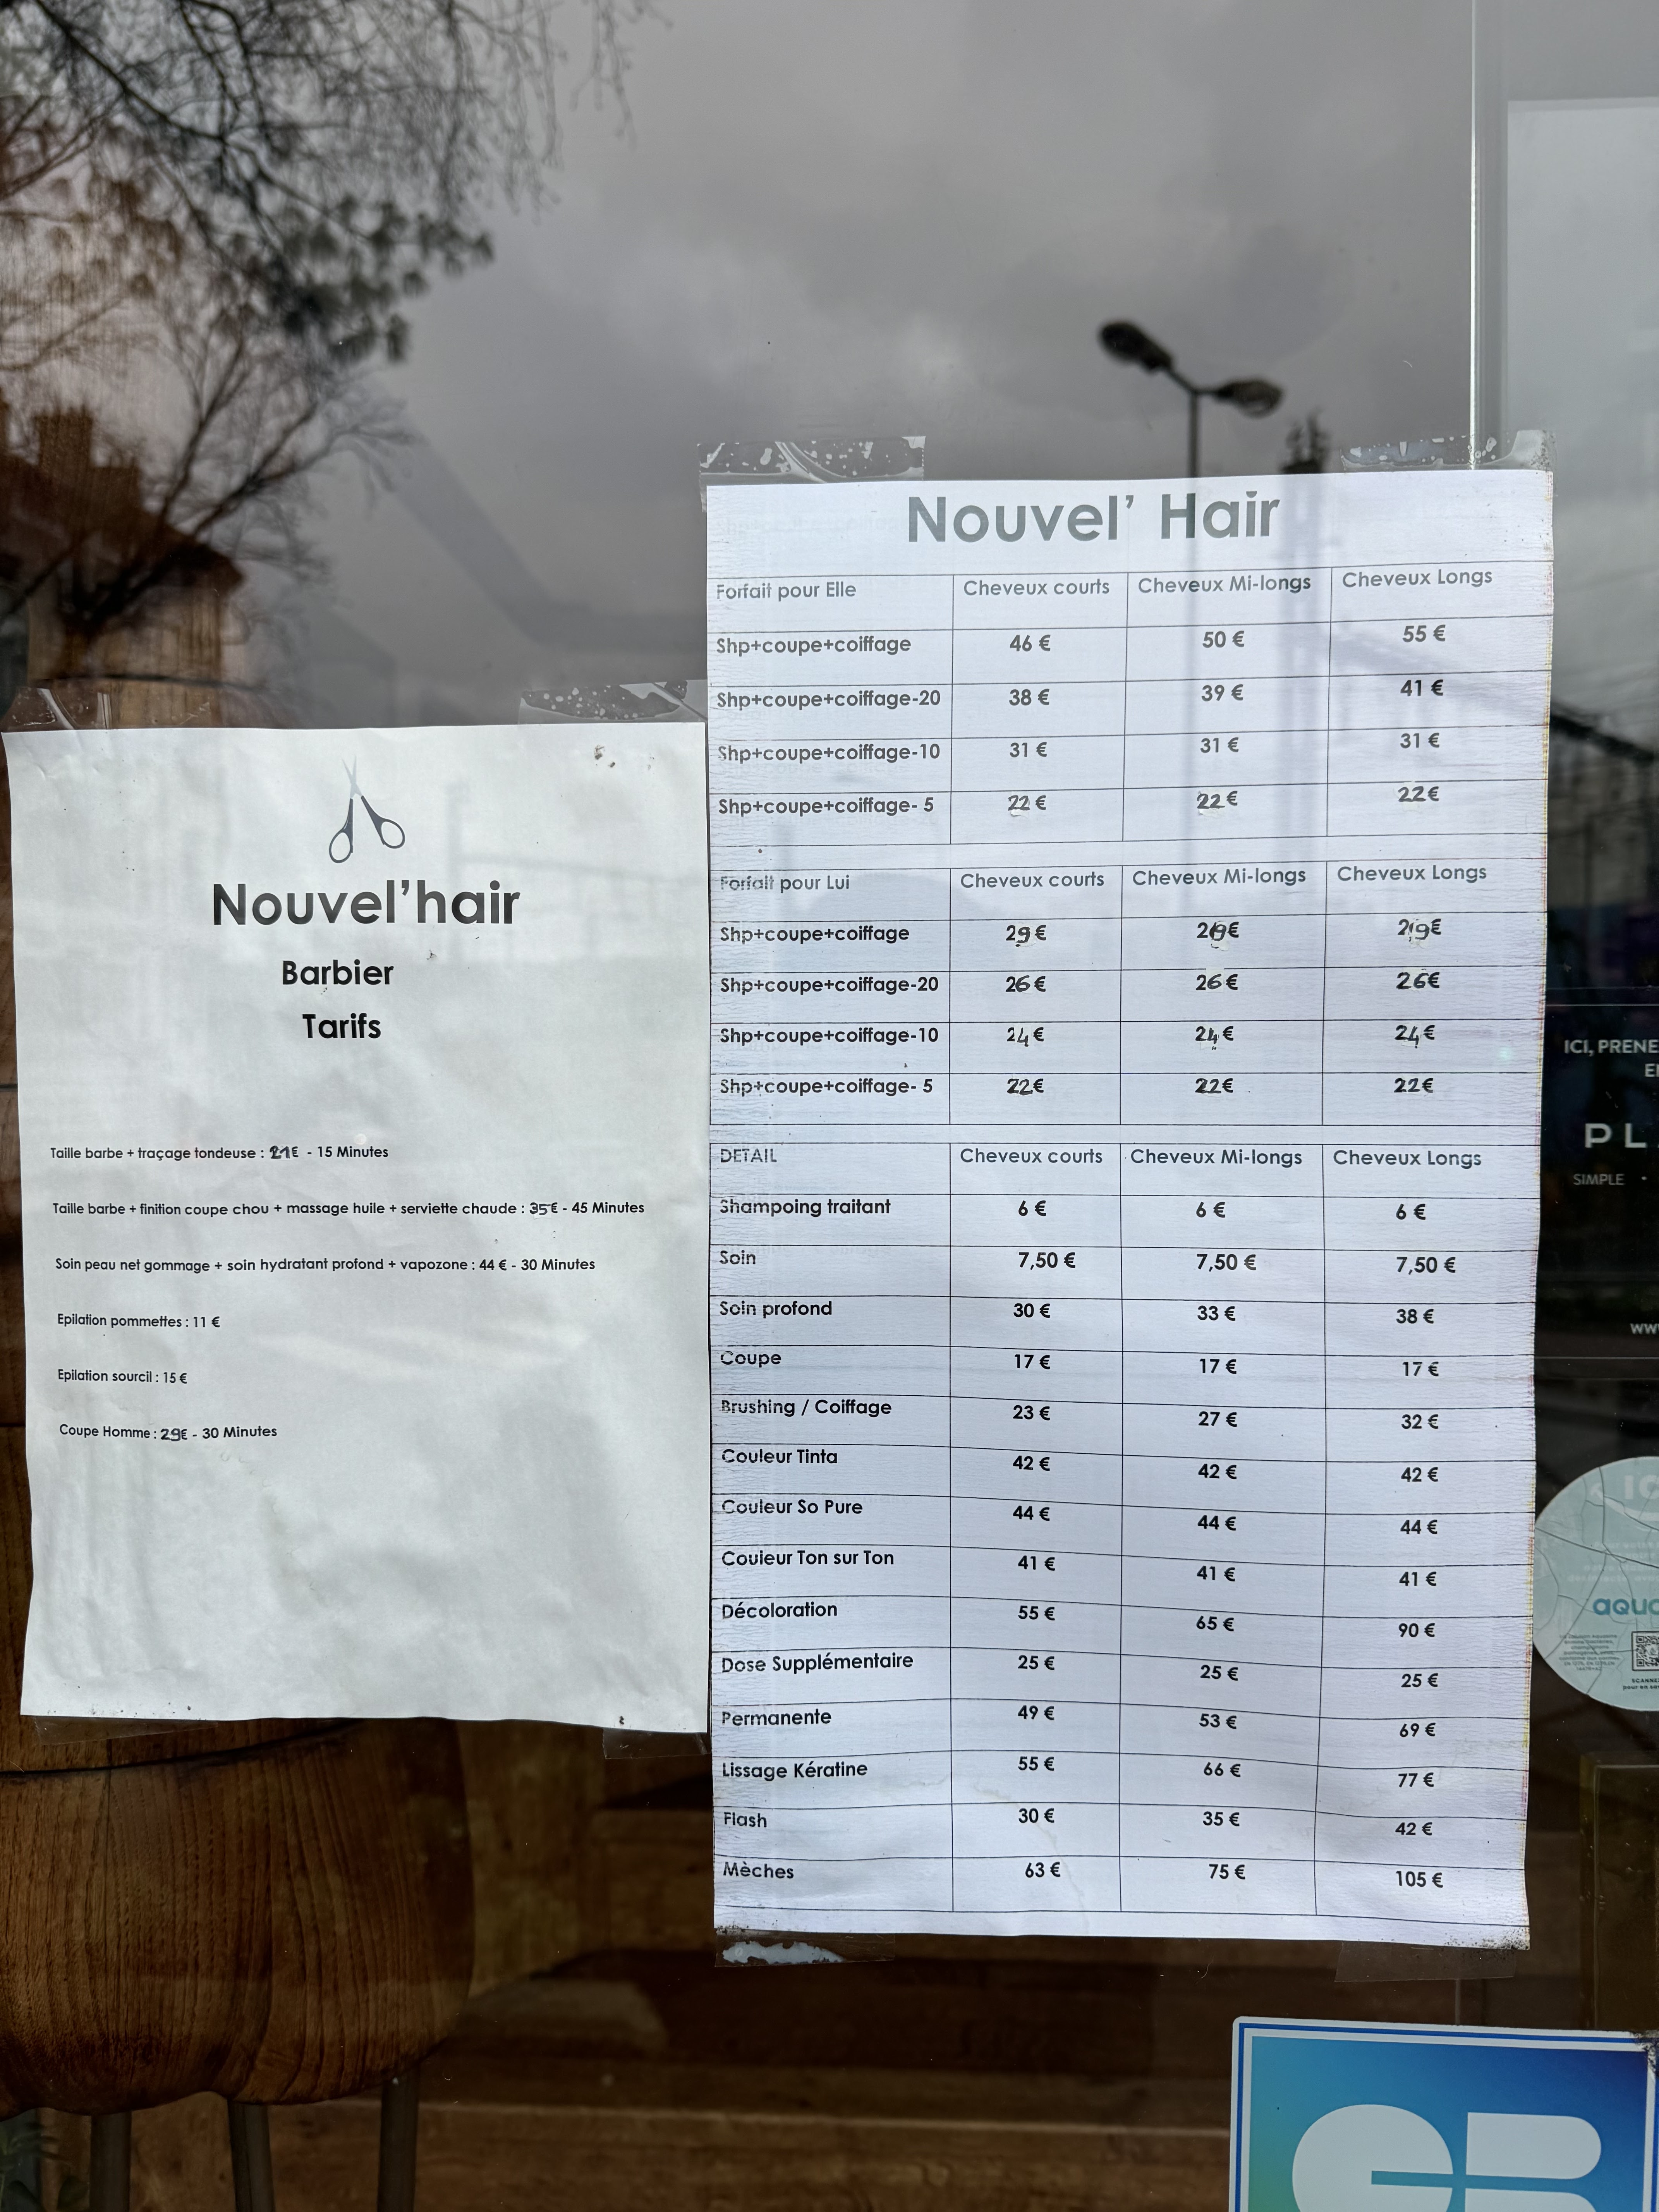 Nouvel'hair
Barbier
Tarifs
Taille barbe + traçage tondeuse : 21€ - 15 Minutes
Taille barbe + finition coupe chou + massage huile + serviette chaude : 35€ - 45 Minutes
Soin peau net gommage + soin hydratant profond + vapozone : 44 € - 30 Minutes
Epilation pommettes : 11 €
Epilation sourcil : 15 €
Coupe Homme : 29€ - 30 Minutes
Nouvel' Hair
Forfait pour Elle Cheveux courts Cheveux Mi-longs Cheveux Longs
Shp+coupe+coiffage 46 € 50 € 55 €
Shp+coupe+coiffage-20 38 € 39 € 41 €
Shp+coupe+coiffage-10 31 € 31 € 31 €
Shp+coupe+coiffage- 5 22 € 22€ 22€
Forfait pour Lui Cheveux courts Cheveux Mi-longs Cheveux Longs
Shp+coupe+coiffage 29€ 29€ 29€
Shp+coupe+coiffage-20 26€ 26€ 26€
Shp+coupe+coiffage-10 24€ 24€ 24€
Shp+coupe+coiffage- 5 22€ 22€ 22€
DETAIL Cheveux courts Cheveux Mi-longs Cheveux Longs
Shampoing traitant 6 € 6 € 6 €
Soin 7,50 € 7,50 € 7,50 €
Soin profond 30 € 33 € 38 €
Coupe 17 € 17 € 17 €
Brushing / Coiffage 23 € 27 € 32 €
Couleur Tinta 42 € 42 € 42 €
Couleur So Pure 44 € 44 € 44 €
Couleur Ton sur Ton 41 € 41 € 41 €
Décoloration 55 € 65 € 90 €
Dose Supplémentaire 25 € 25 € 25 €
Permanente 49 € 53 € 69 €
Lissage Kératine 55 € 66 € 77 €
Flash 30 € 35 € 42 €
Mèches 63 € 75 € 105 €
ICI, PRENE
PL
SIMPLE •
aqua
CB